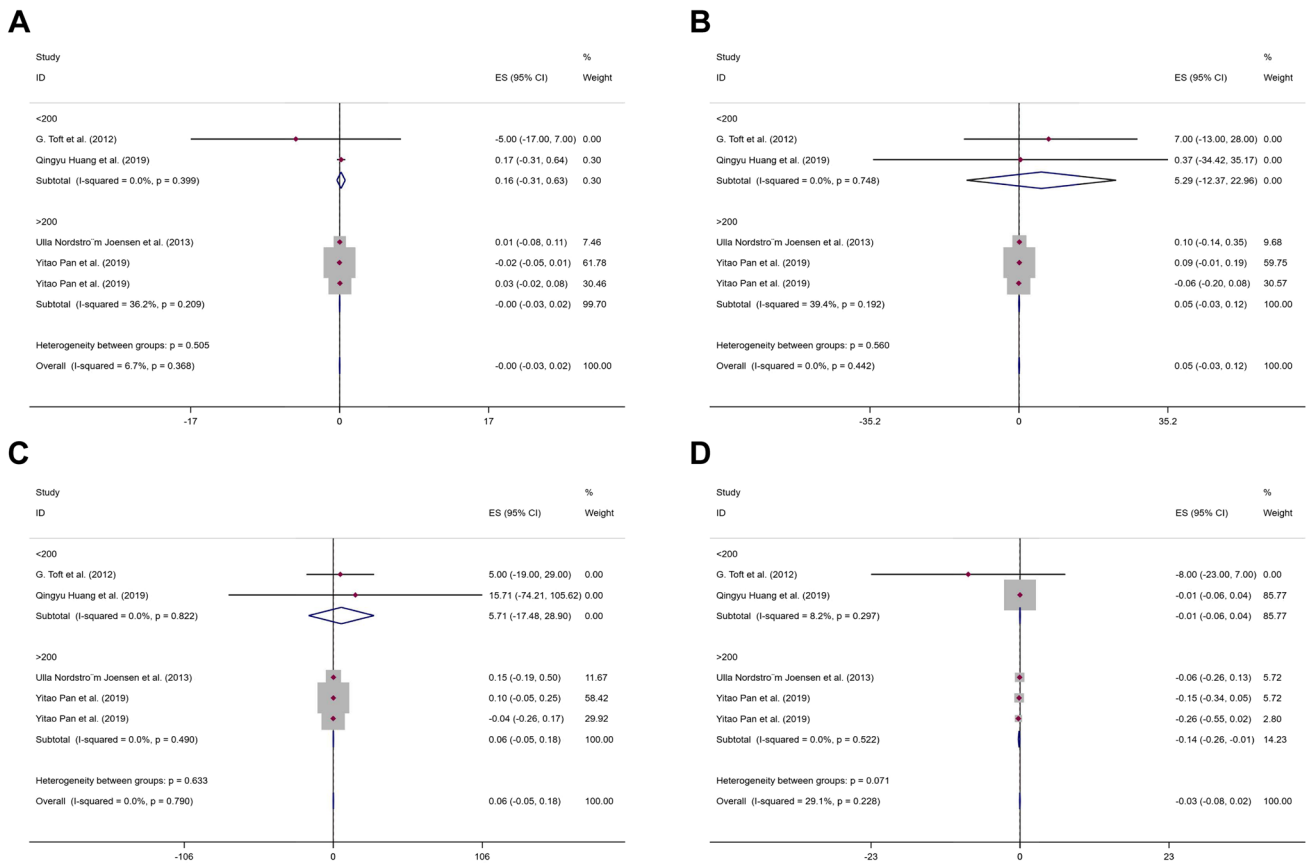 A
Study %
ID ES (95% CI) Weight
<200
G. Toft et al. (2012) -5.00 (-17.00, 7.00) 0.00
Qingyu Huang et al. (2019) 0.17 (-0.31, 0.64) 0.30
Subtotal (I-squared = 0.0%, p = 0.399) 0.16 (-0.31, 0.63) 0.30
>200
Ulla Nordstro¨m Joensen et al. (2013) 0.01 (-0.08, 0.11) 7.46
Yitao Pan et al. (2019) -0.02 (-0.05, 0.01) 61.78
Yitao Pan et al. (2019) 0.03 (-0.02, 0.08) 30.46
Subtotal (I-squared = 36.2%, p = 0.209) -0.00 (-0.03, 0.02) 99.70
Heterogeneity between groups: p = 0.505
Overall (I-squared = 6.7%, p = 0.368) -0.00 (-0.03, 0.02) 100.00
-17 0 17
B
Study %
ID ES (95% CI) Weight
<200
G. Toft et al. (2012) 7.00 (-13.00, 28.00) 0.00
Qingyu Huang et al. (2019) 0.37 (-34.42, 35.17) 0.00
Subtotal (I-squared = 0.0%, p = 0.748) 5.29 (-12.37, 22.96) 0.00
>200
Ulla Nordstro¨m Joensen et al. (2013) 0.10 (-0.14, 0.35) 9.68
Yitao Pan et al. (2019) 0.09 (-0.01, 0.19) 59.75
Yitao Pan et al. (2019) -0.06 (-0.20, 0.08) 30.57
Subtotal (I-squared = 39.4%, p = 0.192) 0.05 (-0.03, 0.12) 100.00
Heterogeneity between groups: p = 0.560
Overall (I-squared = 0.0%, p = 0.442) 0.05 (-0.03, 0.12) 100.00
-35.2 0 35.2
C
Study %
ID ES (95% CI) Weight
<200
G. Toft et al. (2012) 5.00 (-19.00, 29.00) 0.00
Qingyu Huang et al. (2019) 15.71 (-74.21, 105.62) 0.00
Subtotal (I-squared = 0.0%, p = 0.822) 5.71 (-17.48, 28.90) 0.00
>200
Ulla Nordstro¨m Joensen et al. (2013) 0.15 (-0.19, 0.50) 11.67
Yitao Pan et al. (2019) 0.10 (-0.05, 0.25) 58.42
Yitao Pan et al. (2019) -0.04 (-0.26, 0.17) 29.92
Subtotal (I-squared = 0.0%, p = 0.490) 0.06 (-0.05, 0.18) 100.00
Heterogeneity between groups: p = 0.633
Overall (I-squared = 0.0%, p = 0.790) 0.06 (-0.05, 0.18) 100.00
-106 0 106
D
Study %
ID ES (95% CI) Weight
<200
G. Toft et al. (2012) -8.00 (-23.00, 7.00) 0.00
Qingyu Huang et al. (2019) -0.01 (-0.06, 0.04) 85.77
Subtotal (I-squared = 8.2%, p = 0.297) -0.01 (-0.06, 0.04) 85.77
>200
Ulla Nordstro¨m Joensen et al. (2013) -0.06 (-0.26, 0.13) 5.72
Yitao Pan et al. (2019) -0.15 (-0.34, 0.05) 5.72
Yitao Pan et al. (2019) -0.26 (-0.55, 0.02) 2.80
Subtotal (I-squared = 0.0%, p = 0.522) -0.14 (-0.26, -0.01) 14.23
Heterogeneity between groups: p = 0.071
Overall (I-squared = 29.1%, p = 0.228) -0.03 (-0.08, 0.02) 100.00
-23 0 23